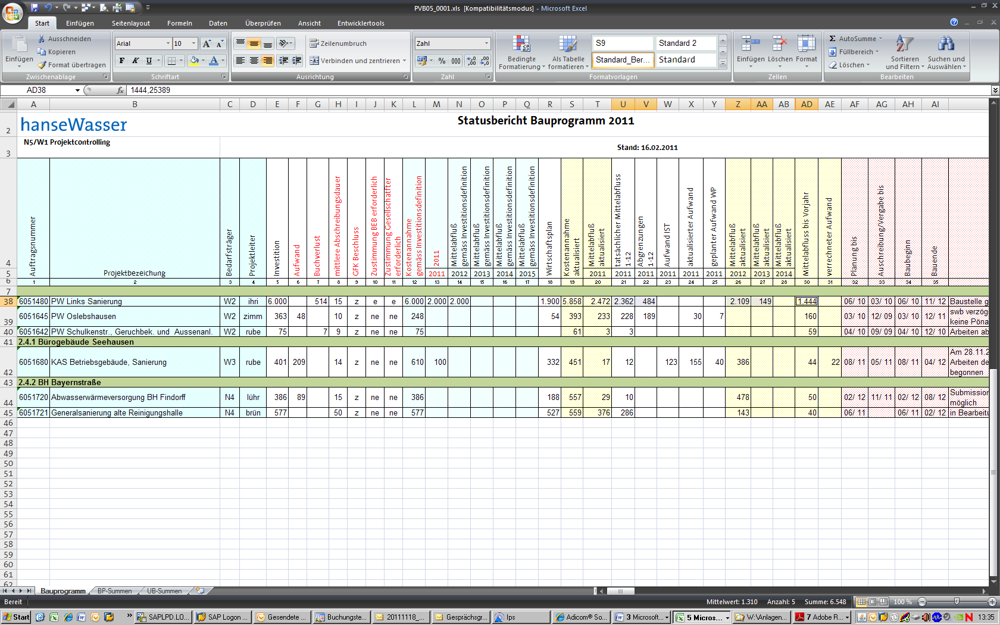 PVB05_0001.xls [Kompatibilitätsmodus] - Microsoft Excel
Start Einfügen Seitenlayout Formeln Daten Überprüfen Ansicht Entwicklertools
Einfügen
Ausschneiden
Kopieren
Format übertragen
Zwischenablage
Arial 10
F K U
Schriftart
Zeilenumbruch
Verbinden und zentrieren
Ausrichtung
Zahl
% 000
Zahl
Bedingte Formatierung
Als Tabelle formatieren
S9 Standard 2
Standard_Ber... Standard
Formatvorlagen
Einfügen Löschen Format
Zellen
Σ AutoSumme
Füllbereich
Löschen
Sortieren und Filtern
Suchen und Auswählen
Bearbeiten
AD38 fx 1444,25389
A B C D E F G H I J K L M N O P Q R S T U V W X Y Z AA AB AD AE AF AG AH AI
2 hanseWasser Statusbericht Bauprogramm 2011
N5/W1 Projektcontrolling
3 Stand: 16.02.2011
4
Auftragsnummer
Projektbezeichung
Bedarfsträger
Projektleiter
Investition
Aufwand
Buchverlust
mittlere Abschreibungsdauer
GFK Beschluss
Zustimmung BEB erforderlich
Zustimmung Gesellschatfter erforderlich
Kostenannahme gemäss Investitionsdefinition
2011
Mittelabfluß gemäss Investitionsdefinition
Mittelabfluß gemäss Investitionsdefinition
Mittelabfluß gemäss Investitionsdefinition
Mittelabfluß gemäss Investitionsdefinition
Wirtschaftsplan
Kostenannahme aktualisiert
Mittelabfluß aktualisiert
tatsächlicher Mittelabfluss 1-12
Abgrenzungen 1-12
Aufwand IST
aktualisierter Aufwand
geplanter Aufwand WP
Mittelabfluß aktualisiert
Mittelabfluß aktualisiert
Mittelabfluß aktualisiert
Mittelabfluss bis Vorjahr
verrechneter Aufwand
Planung bis
Ausschreibung/Vergabe bis
Baubeginn
Bauende
5 2011 2012 2013 2014 2015 2011 2011 2011 2011 2011 2011 2012 2013 2014
6 1 2 3 4 5 6 7 8 9 10 11 12 13 14 15 16 17 18 19 20 21 22 23 24 25 26 27 28 30 31 32 33 34 35
7
38 6051480 PW Links Sanierung W2 ihri 6.000 514 15 z e e 6.000 2.000 2.000 1.900 5.858 2.472 2.362 484 2.109 149 1.444 06/ 10 03/ 10 06/ 10 11/ 12 Baustelle g
39 6051645 PW Oslebshausen W2 zimm 363 48 10 z ne ne 248 54 393 233 228 189 30 7 160 03/ 10 12/ 09 03/ 10 12/ 11 swb verzög
keine Pöna
40 6051642 PW Schulkenstr., Geruchbek. und Aussenanl. W2 rube 75 7 9 z ne ne 75 61 3 3 59 04/ 10 09/ 09 04/ 10 12/ 10 Arbeiten ab
41 2.4.1 Bürogebäude Seehausen
42 6051680 KAS Betriebsgebäude, Sanierung W3 rube 401 209 14 z ne ne 610 100 332 451 17 12 123 155 40 386 44 22 08/ 11 05/ 11 08/ 11 04/ 12 Am 28.11.2
Arbeiten de
begonnen
43 2.4.2 BH Bayernstraße
44 6051720 Abwasserwärmeversorgung BH Findorff N4 lühr 386 89 15 z ne ne 386 188 557 29 10 478 50 02/ 12 11/ 11 02/ 12 08/ 12 Submission
möglich
45 6051721 Generalsanierung alte Reinigungshalle N4 brün 577 50 z ne ne 577 527 559 376 286 143 40 06/ 11 06/ 11 02/ 12 in Bearbeitu
46
47
48
49
50
51
52
53
54
55
56
57
58
59
60
61
62
Bauprogramm BP-Summen UB-Summen
Bereit Mittelwert: 1.310 Anzahl: 5 Summe: 6.548 100 %
Start » SAPLPD.LO... SAP Logon ... Gesendete ... Buchungste... 20111118_... Gesprächsgr... lps Adicom® So... 3 Microsoft... 5 Micros... W:\Anlagen... 7 Adobe R... 13:35